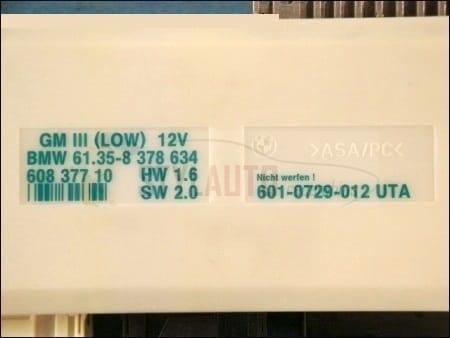 GM III (LOW) 12V
BMW 61.35-8 378 634
608 377 10 HW 1.6
SW 2.0
>ASA/PC<
Nicht werfen !
601-0729-012 UTA
AUTO